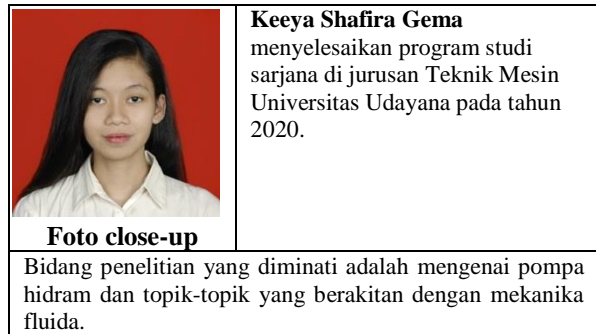 Keeya Shafira Gema
menyelesaikan program studi
sarjana di jurusan Teknik Mesin
Universitas Udayana pada tahun
2020.
Foto close-up
Bidang penelitian yang diminati adalah mengenai pompa
hidram dan topik-topik yang berakitan dengan mekanika
fluida.